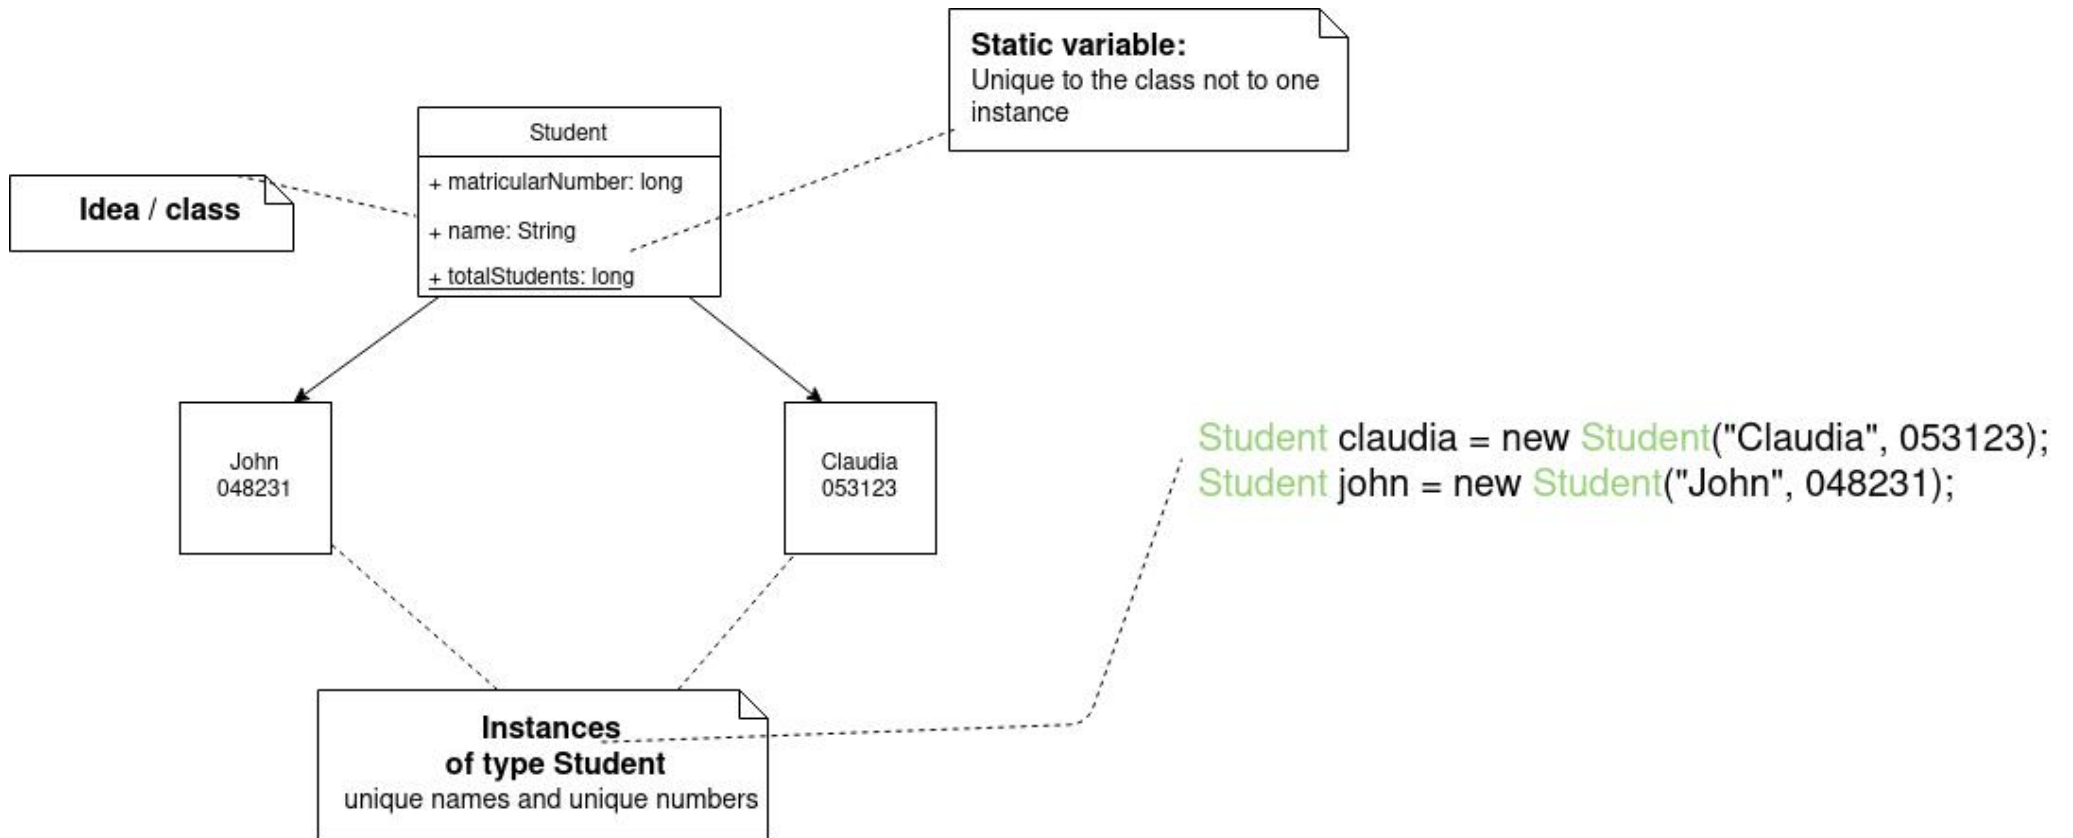 Static variable:
Unique to the class not to one
instance
Student
+ matricularNumber: long
+ name: String
+ totalStudents: long
Idea / class
John
048231
Claudia
053123
Student claudia = new Student("Claudia", 053123);
Student john = new Student("John", 048231);
Instances
of type Student
unique names and unique numbers